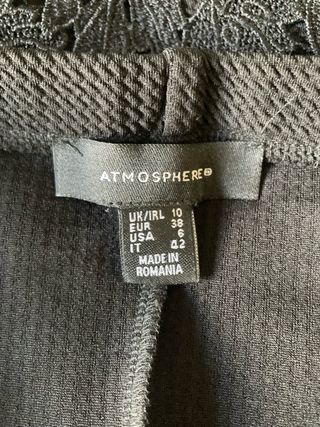 ATMOSPHERE®
UK/IRL 10
EUR 38
USA 6
IT 42
MADE IN
ROMANIA